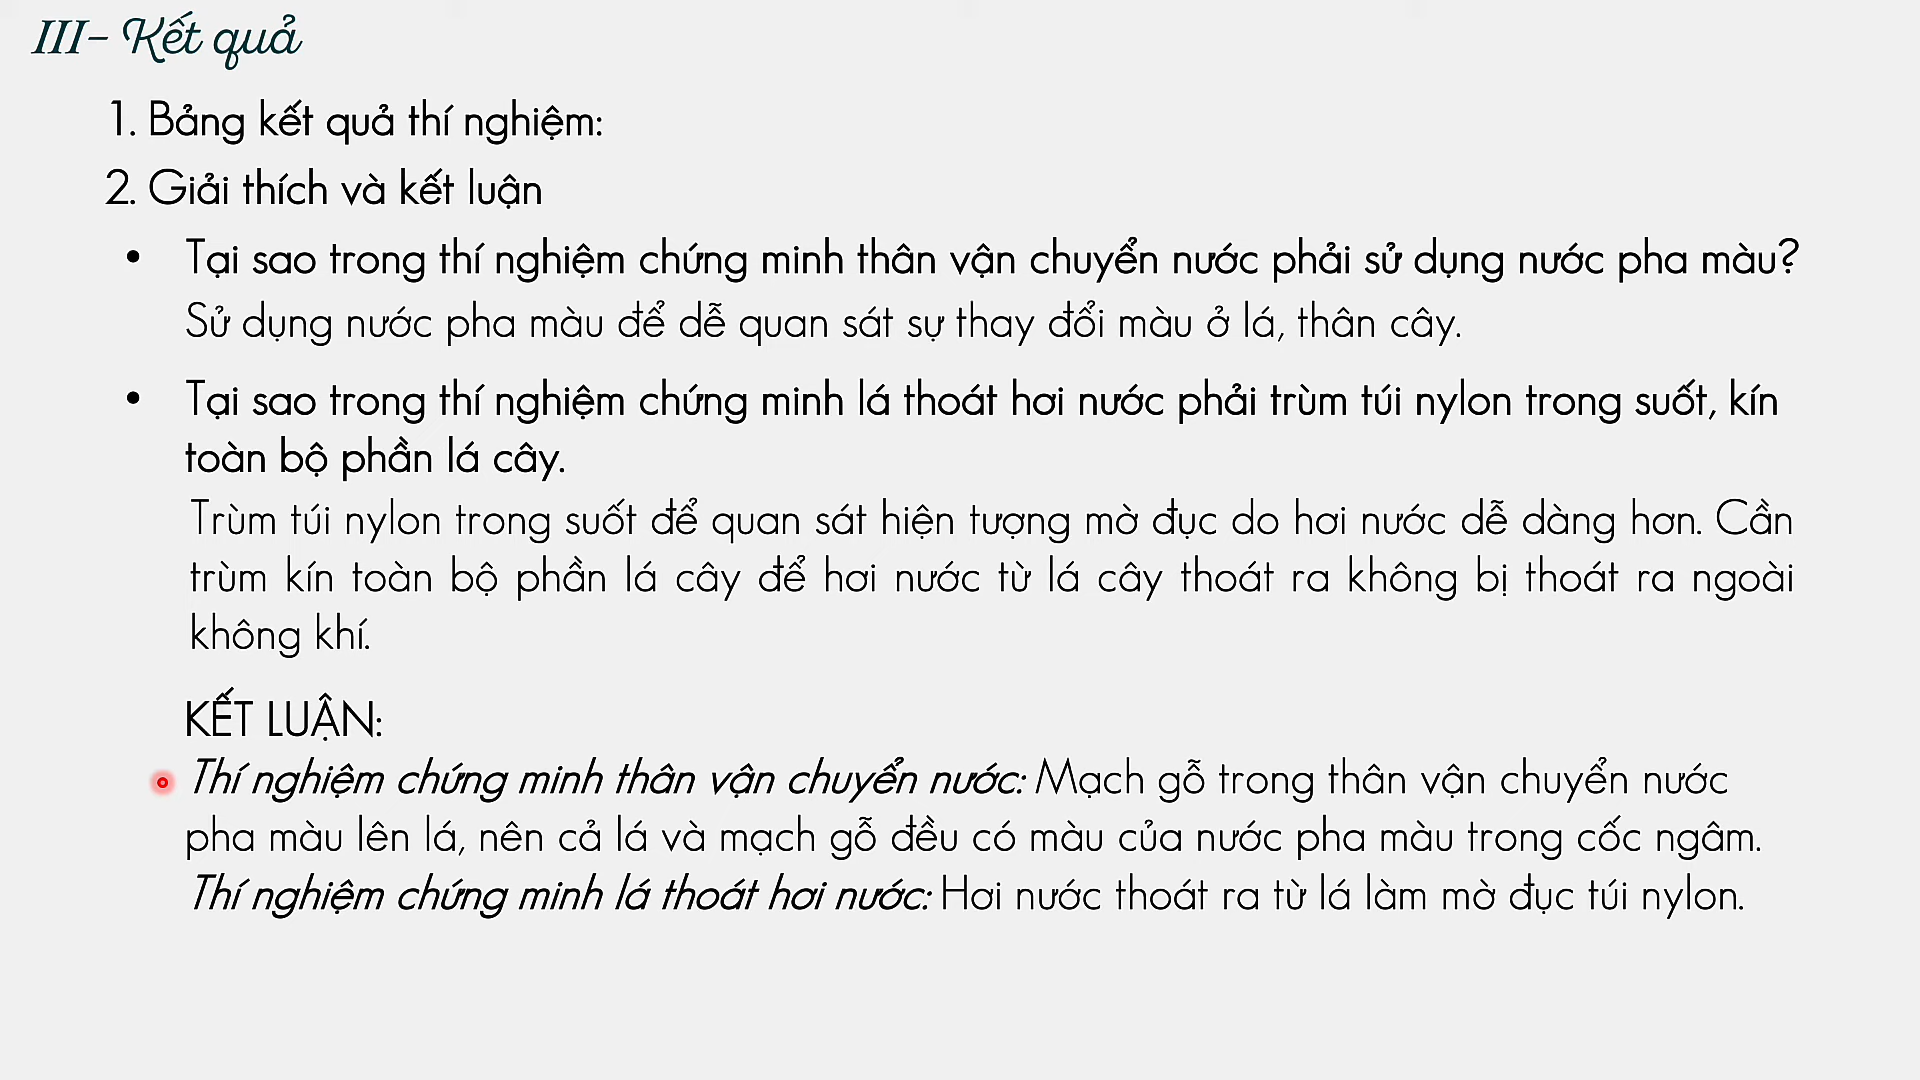 III- Kết quả
1. Bảng kết quả thí nghiệm:
2. Giải thích và kết luận
• Tại sao trong thí nghiệm chứng minh thân vận chuyển nước phải sử dụng nước pha màu?
Sử dụng nước pha màu để dễ quan sát sự thay đổi màu ở lá, thân cây.
• Tại sao trong thí nghiệm chứng minh lá thoát hơi nước phải trùm túi nylon trong suốt, kín
toàn bộ phần lá cây.
Trùm túi nylon trong suốt để quan sát hiện tượng mờ đục do hơi nước dễ dàng hơn. Cần
trùm kín toàn bộ phần lá cây để hơi nước từ lá cây thoát ra không bị thoát ra ngoài
không khí.
KẾT LUẬN:
Thí nghiệm chứng minh thân vận chuyển nước: Mạch gỗ trong thân vận chuyển nước
pha màu lên lá, nên cả lá và mạch gỗ đều có màu của nước pha màu trong cốc ngâm.
Thí nghiệm chứng minh lá thoát hơi nước: Hơi nước thoát ra từ lá làm mờ đục túi nylon.